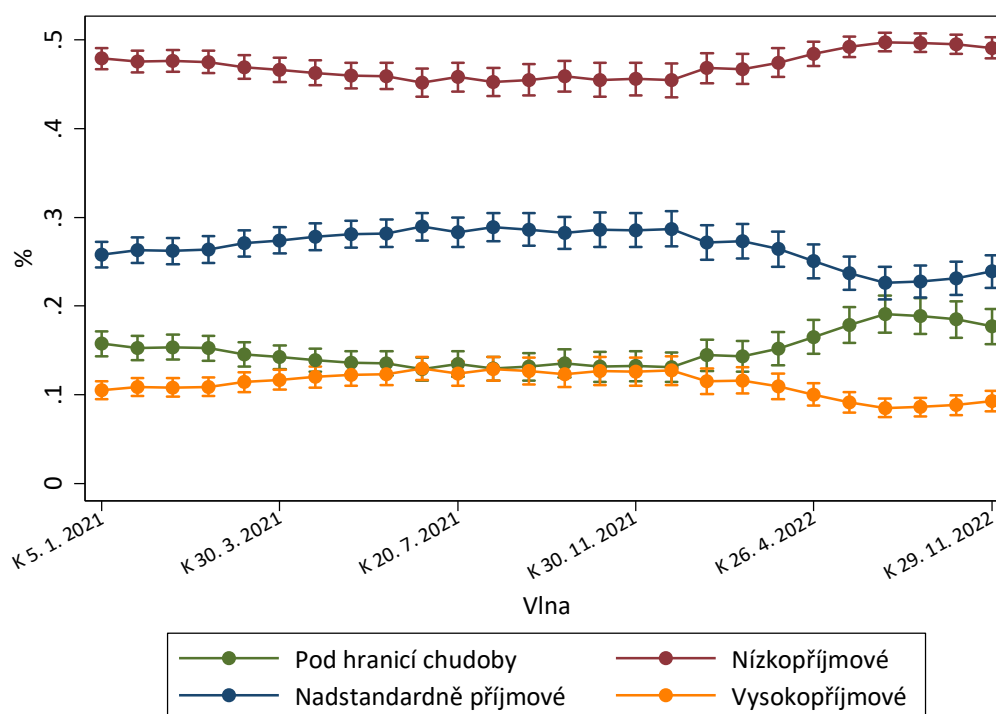 .5
.4
.3
.2
.1
0
%
K 5. 1. 2021
K 30. 3. 2021
K 20. 7. 2021
K 30. 11. 2021
K 26. 4. 2022
K 29. 11. 2022
Vlna
Pod hranicí chudoby
Nízkopříjmové
Nadstandardně příjmové
Vysokopříjmové